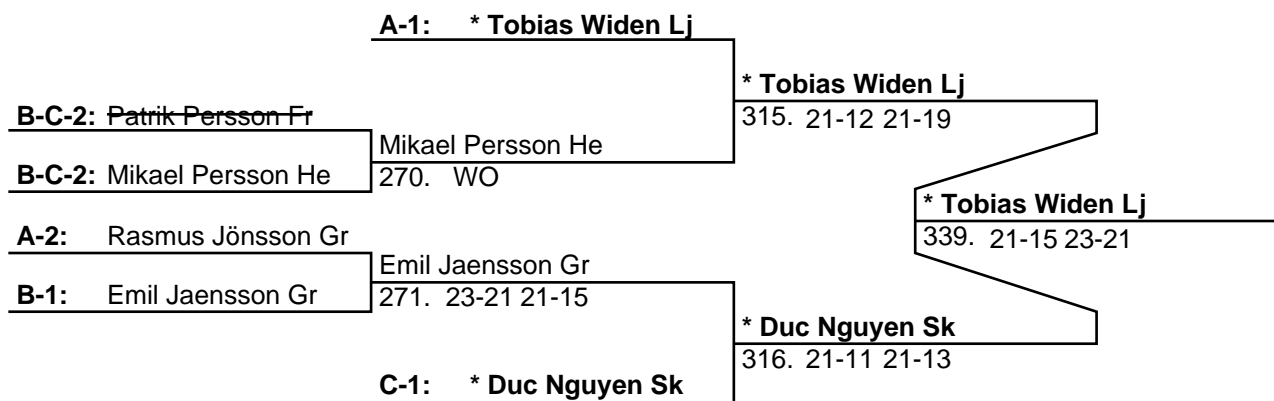 A-1: * Tobias Widen Lj
* Tobias Widen Lj
B-C-2: Patrik Persson Fr
315. 21-12 21-19
Mikael Persson He
B-C-2: Mikael Persson He
270. WO
* Tobias Widen Lj
A-2: Rasmus Jönsson Gr
339. 21-15 23-21
Emil Jaensson Gr
B-1: Emil Jaensson Gr
271. 23-21 21-15
* Duc Nguyen Sk
316. 21-11 21-13
C-1: * Duc Nguyen Sk